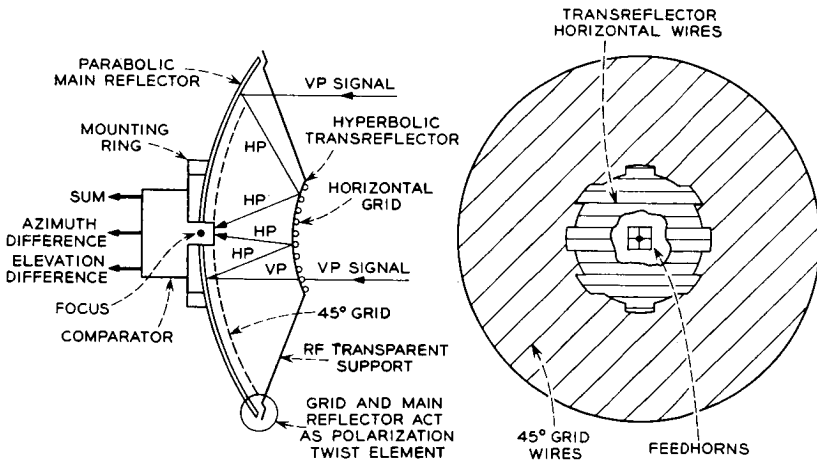 PARABOLIC
MAIN REFLECTOR
MOUNTING
RING
SUM
AZIMUTH
DIFFERENCE
ELEVATION
DIFFERENCE
FOCUS
COMPARATOR
VP SIGNAL
HYPERBOLIC
TRANSREFLECTOR
HP
HP
HORIZONTAL
GRID
HP
HP
VP
VP SIGNAL
45° GRID
RF TRANSPARENT
SUPPORT
GRID AND MAIN
REFLECTOR ACT
AS POLARIZATION
TWIST ELEMENT
TRANSREFLECTOR
HORIZONTAL WIRES
45° GRID
WIRES
FEEDHORNS